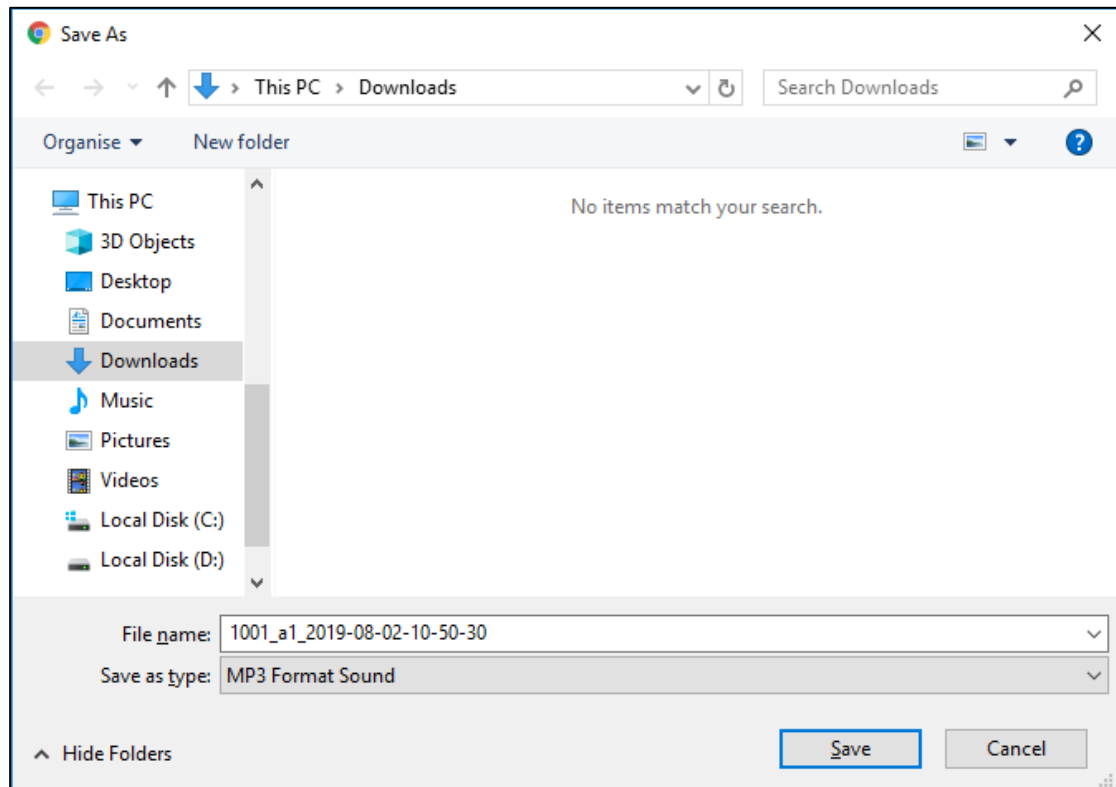 Save As
This PC > Downloads
Search Downloads
Organise
New folder
This PC
3D Objects
Desktop
Documents
Downloads
Music
Pictures
Videos
Local Disk (C:)
Local Disk (D:)
No items match your search.
File name: 1001_a1_2019-08-02-10-50-30
Save as type: MP3 Format Sound
Hide Folders
Save
Cancel